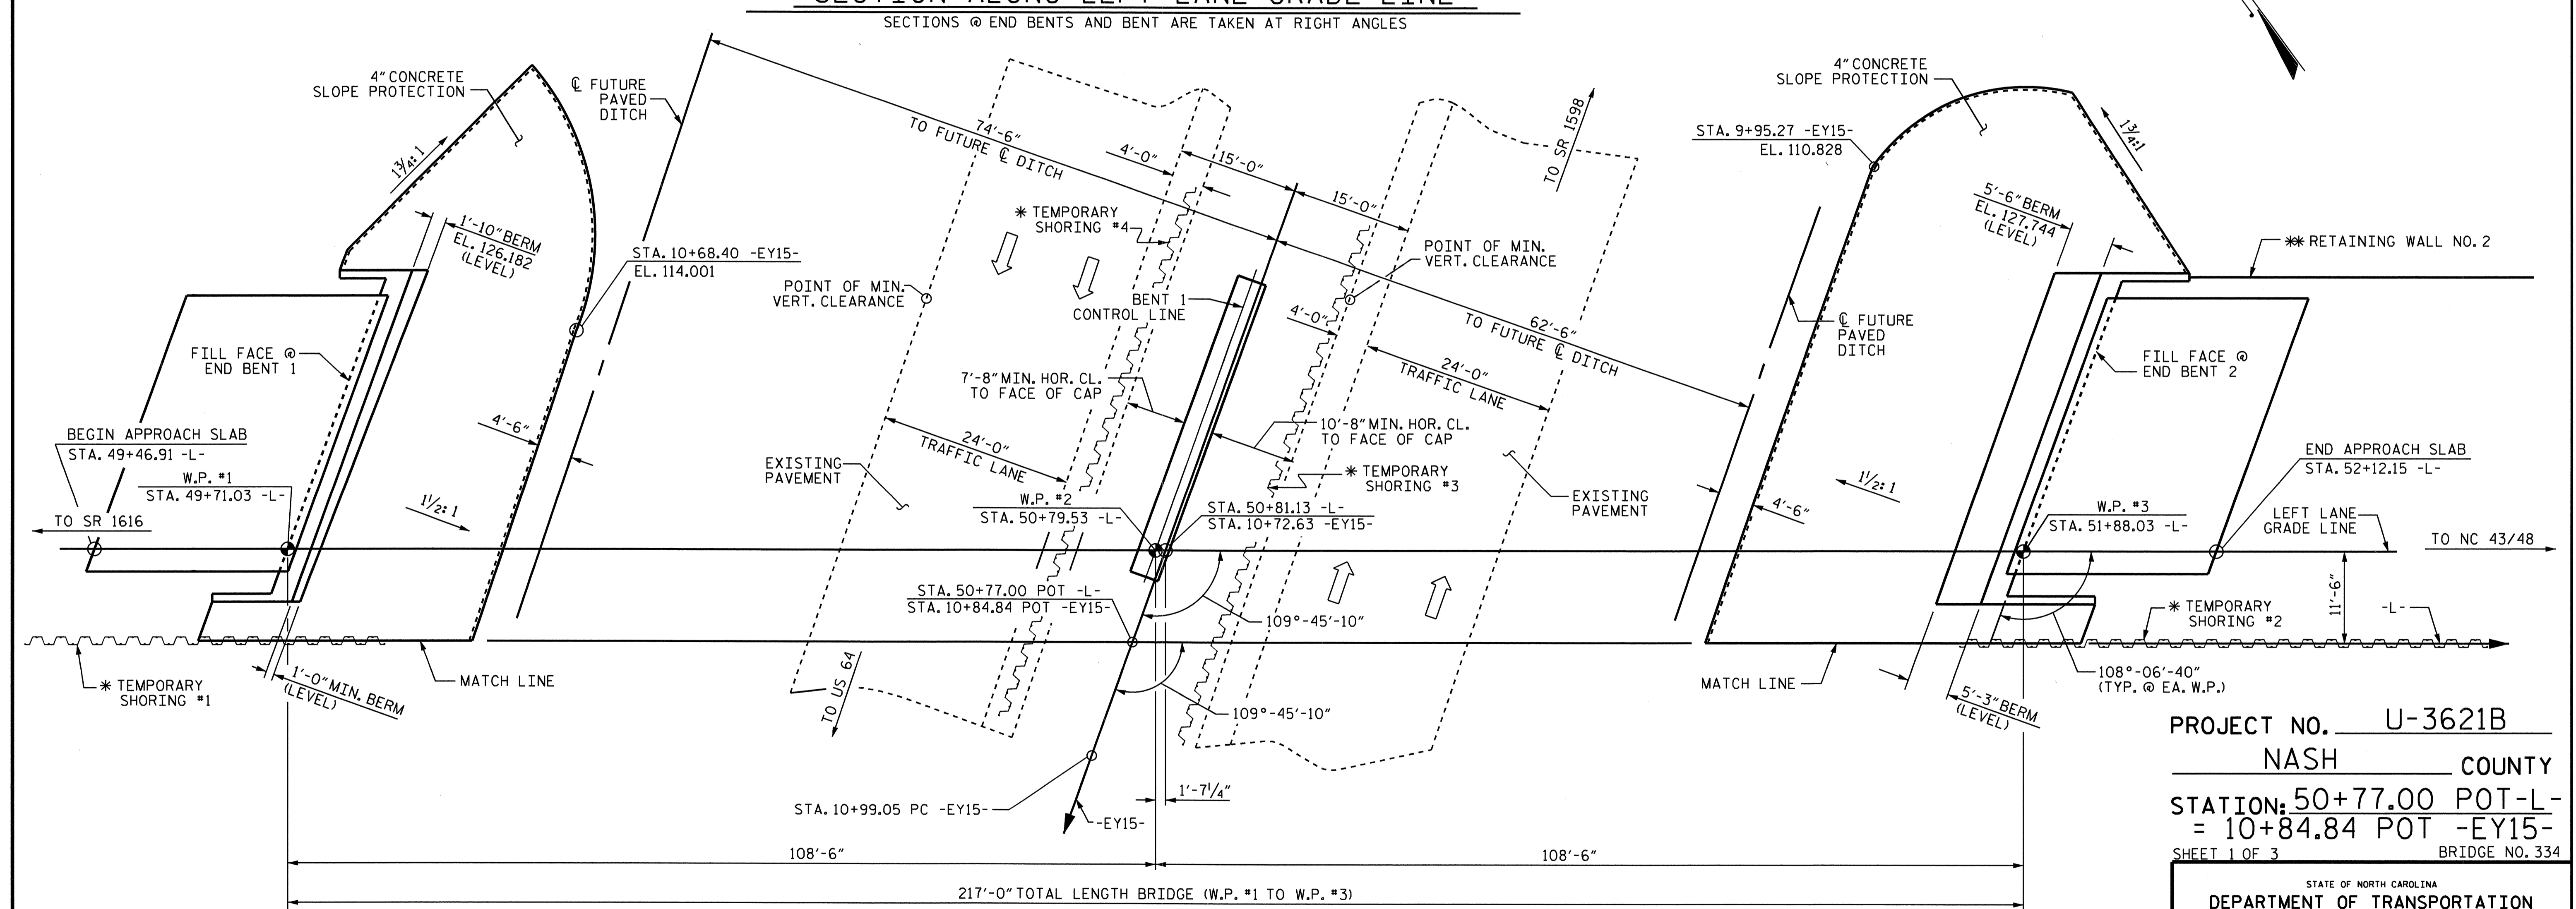 SECTION ALONG LEFT LANE GRADE LINE
SECTIONS @ END BENTS AND BENT ARE TAKEN AT RIGHT ANGLES
4" CONCRETE
SLOPE PROTECTION
℄ FUTURE
PAVED
DITCH
1¾:1
1'-10" BERM
EL. 126.182
(LEVEL)
STA. 10+68.40 -EY15-
EL. 114.001
FILL FACE @
END BENT 1
BEGIN APPROACH SLAB
STA. 49+46.91 -L-
W.P. #1
STA. 49+71.03 -L-
TO SR 1616
1½:1
4'-6"
* TEMPORARY
SHORING #1
1'-0" MIN. BERM
(LEVEL)
MATCH LINE
74'-6"
TO FUTURE ℄ DITCH
4'-0"
15'-0"
15'-0"
TO SR 1598
* TEMPORARY
SHORING #4
POINT OF MIN.
VERT. CLEARANCE
POINT OF MIN.
VERT. CLEARANCE
BENT 1
CONTROL LINE
4'-0"
62'-6"
TO FUTURE ℄ DITCH
7'-8" MIN. HOR. CL.
TO FACE OF CAP
24'-0"
TRAFFIC LANE
24'-0"
TRAFFIC LANE
10'-8" MIN. HOR. CL.
TO FACE OF CAP
EXISTING
PAVEMENT
* TEMPORARY
SHORING #3
EXISTING
PAVEMENT
W.P. #2
STA. 50+79.53 -L-
STA. 50+81.13 -L-
STA. 10+72.63 -EY15-
STA. 50+77.00 POT -L-
STA. 10+84.84 POT -EY15-
109°-45'-10"
109°-45'-10"
TO US 64
STA. 10+99.05 PC -EY15-
-EY15-
1'-7¼"
4" CONCRETE
SLOPE PROTECTION
STA. 9+95.27 -EY15-
EL. 110.828
1¾:1
5'-6" BERM
EL. 127.744
(LEVEL)
** RETAINING WALL NO. 2
℄ FUTURE
PAVED
DITCH
FILL FACE @
END BENT 2
END APPROACH SLAB
STA. 52+12.15 -L-
1½:1
4'-6"
W.P. #3
STA. 51+88.03 -L-
LEFT LANE
GRADE LINE
TO NC 43/48
11'-6"
* TEMPORARY
SHORING #2
-L-
108°-06'-40"
(TYP. @ EA. W.P.)
MATCH LINE
5'-3" BERM
(LEVEL)
108'-6"
108'-6"
217'-0" TOTAL LENGTH BRIDGE (W.P. #1 TO W.P. #3)
PROJECT NO. U-3621B
NASH COUNTY
STATION: 50+77.00 POT-L-
= 10+84.84 POT -EY15-
SHEET 1 OF 3 BRIDGE NO. 334
STATE OF NORTH CAROLINA
DEPARTMENT OF TRANSPORTATION